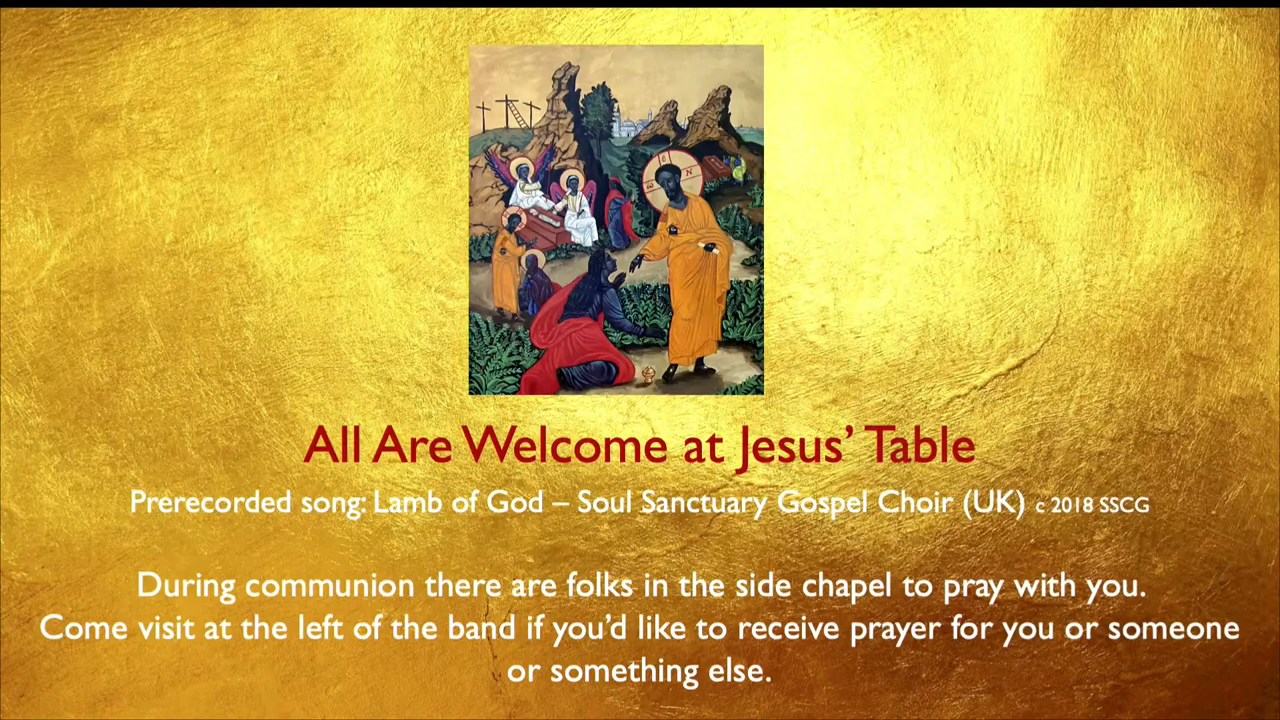 All Are Welcome at Jesus’ Table
Prerecorded song: Lamb of God – Soul Sanctuary Gospel Choir (UK) c 2018 SSCG
During communion there are folks in the side chapel to pray with you.
Come visit at the left of the band if you’d like to receive prayer for you or someone
or something else.